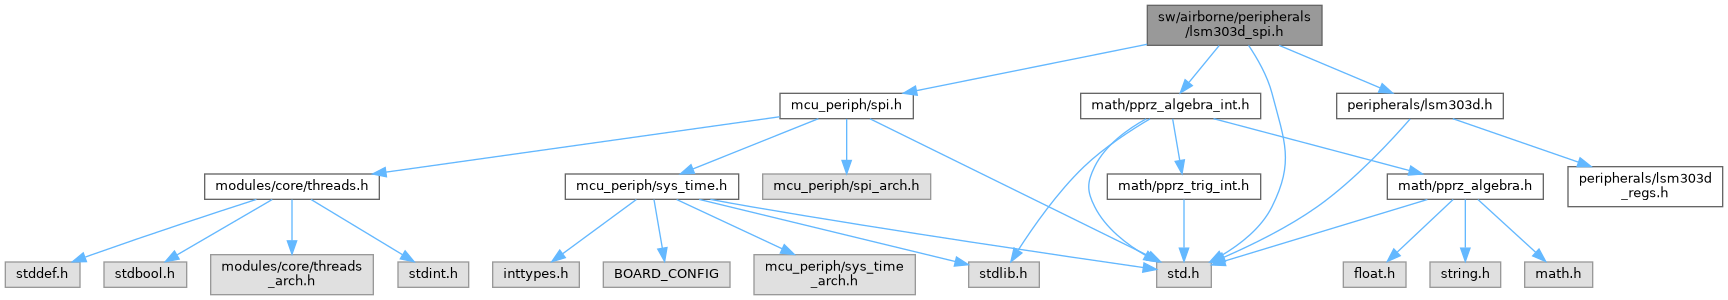 sw/airborne/peripherals
/lsm303d_spi.h
mcu_periph/spi.h
math/pprz_algebra_int.h
peripherals/lsm303d.h
modules/core/threads.h
mcu_periph/sys_time.h
mcu_periph/spi_arch.h
math/pprz_trig_int.h
math/pprz_algebra.h
peripherals/lsm303d
_regs.h
stddef.h
stdbool.h
modules/core/threads
_arch.h
stdint.h
inttypes.h
BOARD_CONFIG
mcu_periph/sys_time
_arch.h
stdlib.h
std.h
float.h
string.h
math.h